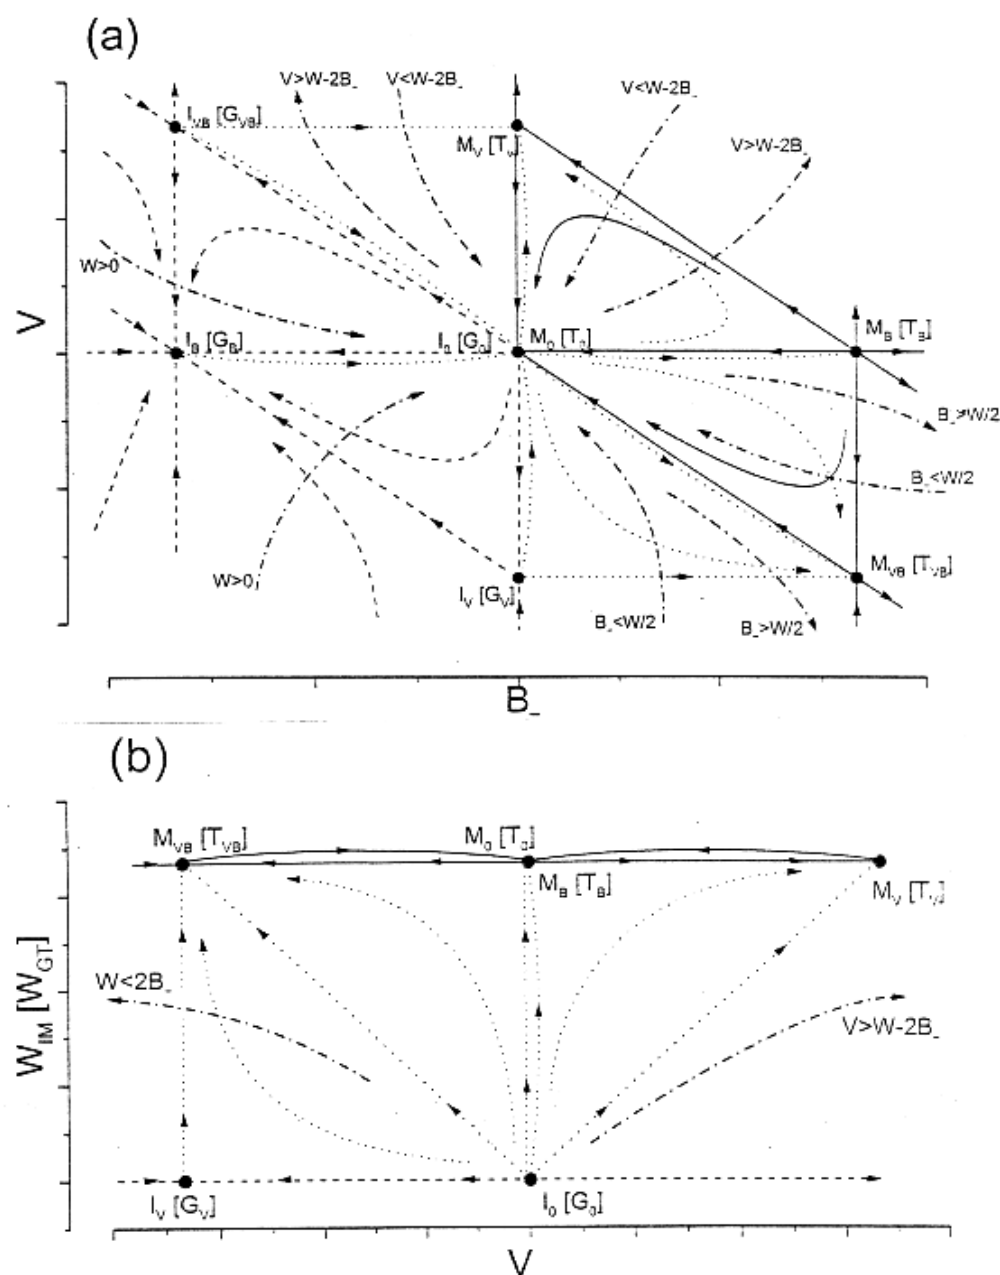 (a)
V>W-2B_ V<W-2B_
I_VB [G_VB] V<W-2B_
M_V [T_V]
V>W-2B_
W>0
V
I_B [G_B] I_0 [G_0] M_0 [T_0] M_B [T_B]
B_>W/2
B_<W/2
W>0
I_V [G_V] M_VB [T_VB]
B_<W/2 B_>W/2
B_
(b)
M_VB [T_VB] M_0 [T_0]
M_B [T_B] M_V [T_V]
W_IM [W_GT]
W<2B_
V>W-2B_
I_V [G_V] I_0 [G_0]
V